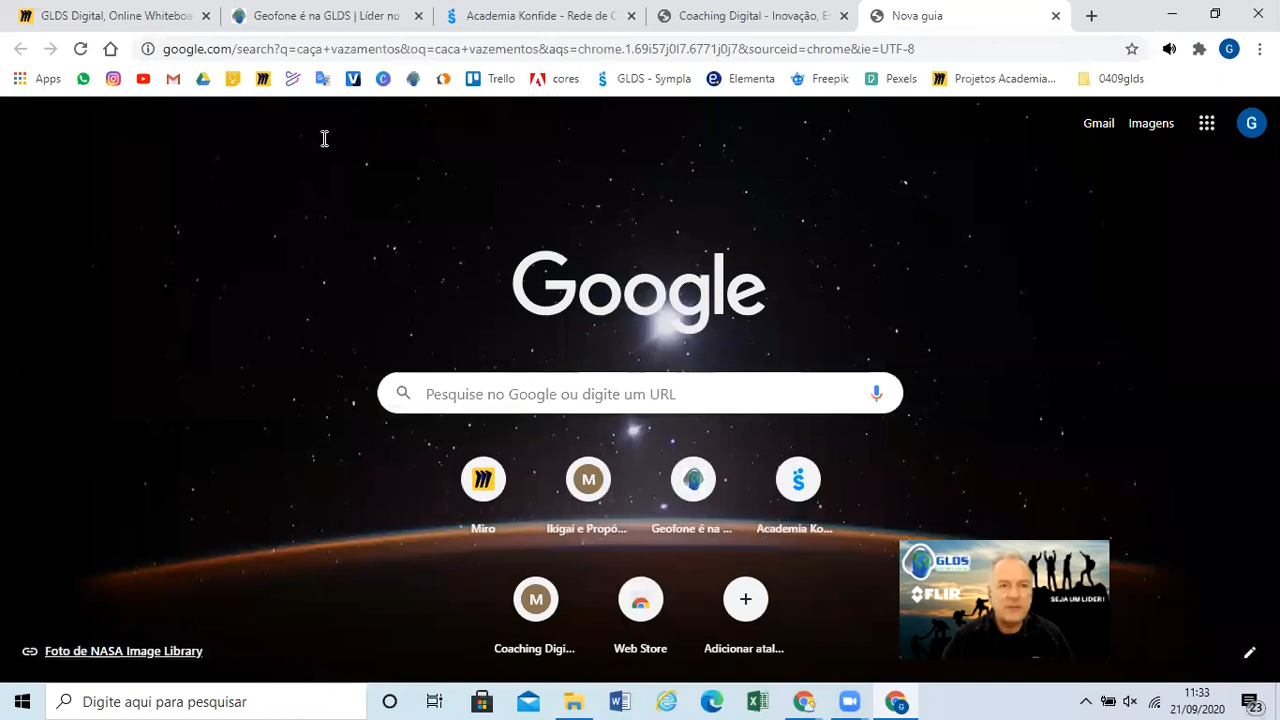 GLDS Digital, Online Whiteboa
Geofone é na GLDS | Líder no
Academia Konfide - Rede de C
Coaching Digital - Inovação, E
Nova guia
google.com/search?q=caça+vazamentos&oq=caca+vazementos&aqs=chrome.1.69i57j0l7.6771j0j7&sourceid=chrome&ie=UTF-8
G
Apps
Trello
cores
GLDS - Sympla
Elementa
Freepik
Pexels
Projetos Academia...
0409glds
Gmail
Imagens
G
Google
Pesquise no Google ou digite um URL
M
Miro
Ikigai e Propó...
Geofone é na ...
Academia Ko...
M
Coaching Digi...
Web Store
Adicionar atal...
GLDS
FLIR
SEJA UM LIDER!
Foto de NASA Image Library
Digite aqui para pesquisar
11:33
21/09/2020
23